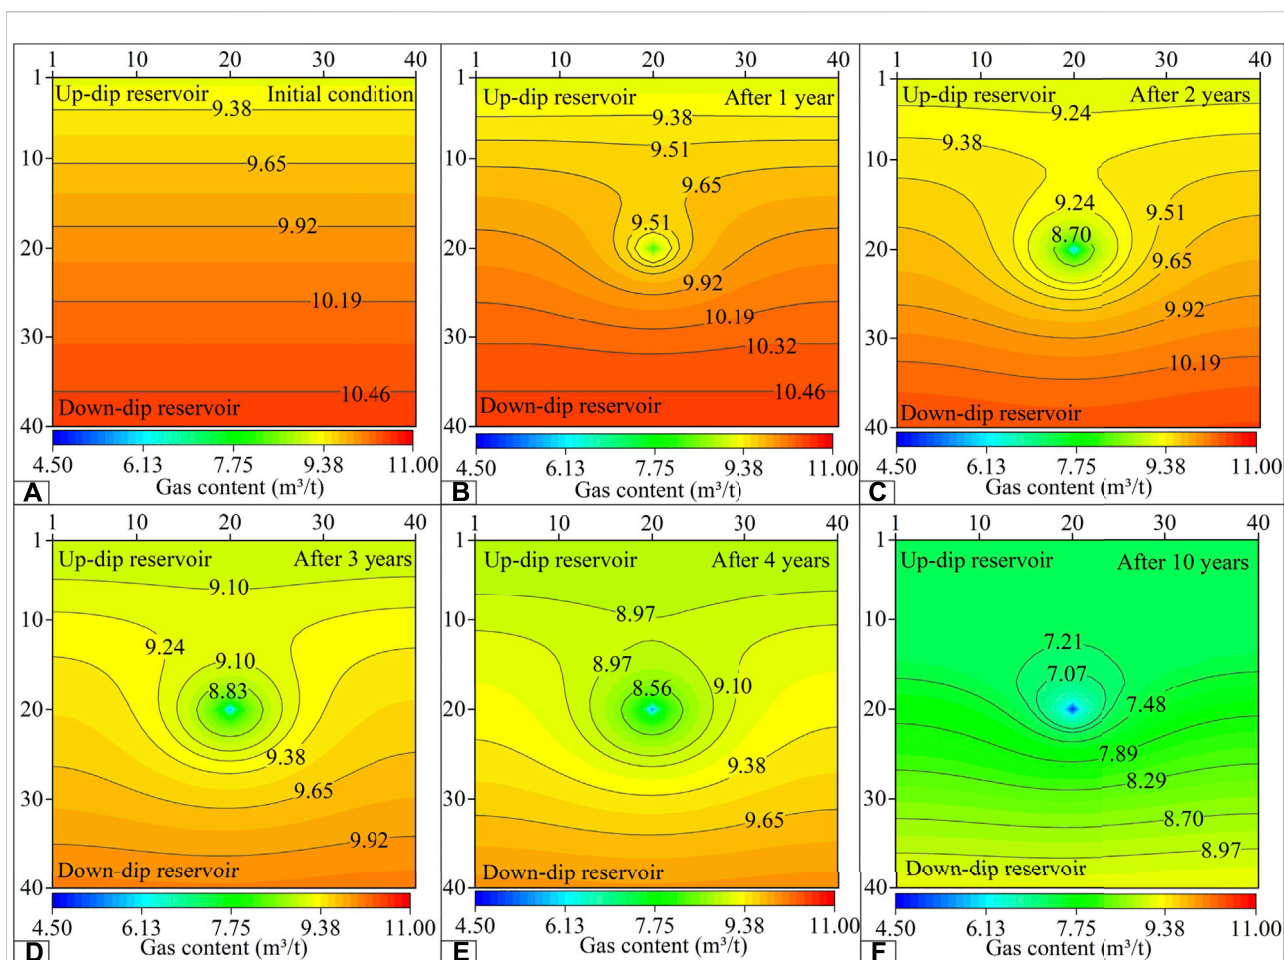 1 10 20 30 40
1 10 20 30 40
1 10 20 30 40
1
Up-dip reservoir Initial condition
9.38
10
9.65
9.92
20
10.19
30
10.46
Down-dip reservoir
40
4.50 6.13 7.75 9.38 11.00
Gas content (m³/t)
A
1
Up-dip reservoir After 1 year
9.38
9.51
10
9.65
9.51
20
9.92
10.19
30
10.32
10.46
Down-dip reservoir
40
4.50 6.13 7.75 9.38 11.00
Gas content (m³/t)
B
1
Up-dip reservoir After 2 years
9.24
9.38
10
9.24
9.51
8.70
20
9.65
9.92
30
10.19
Down-dip reservoir
40
4.50 6.13 7.75 9.38 11.00
Gas content (m³/t)
C
1 10 20 30 40
1 10 20 30 40
1 10 20 30 40
1
Up-dip reservoir After 3 years
9.10
10
9.24
9.10
8.83
20
9.38
9.65
30
9.92
Down-dip reservoir
40
4.50 6.13 7.75 9.38 11.00
Gas content (m³/t)
D
1
Up-dip reservoir After 4 years
8.97
10
8.97
8.56
9.10
20
9.38
30
9.65
Down-dip reservoir
40
4.50 6.13 7.75 9.38 11.00
Gas content (m³/t)
E
1
Up-dip reservoir After 10 years
10
7.21
7.07
7.48
20
7.89
8.29
30
8.70
8.97
Down-dip reservoir
40
4.50 6.13 7.75 9.38 11.00
Gas content (m³/t)
F